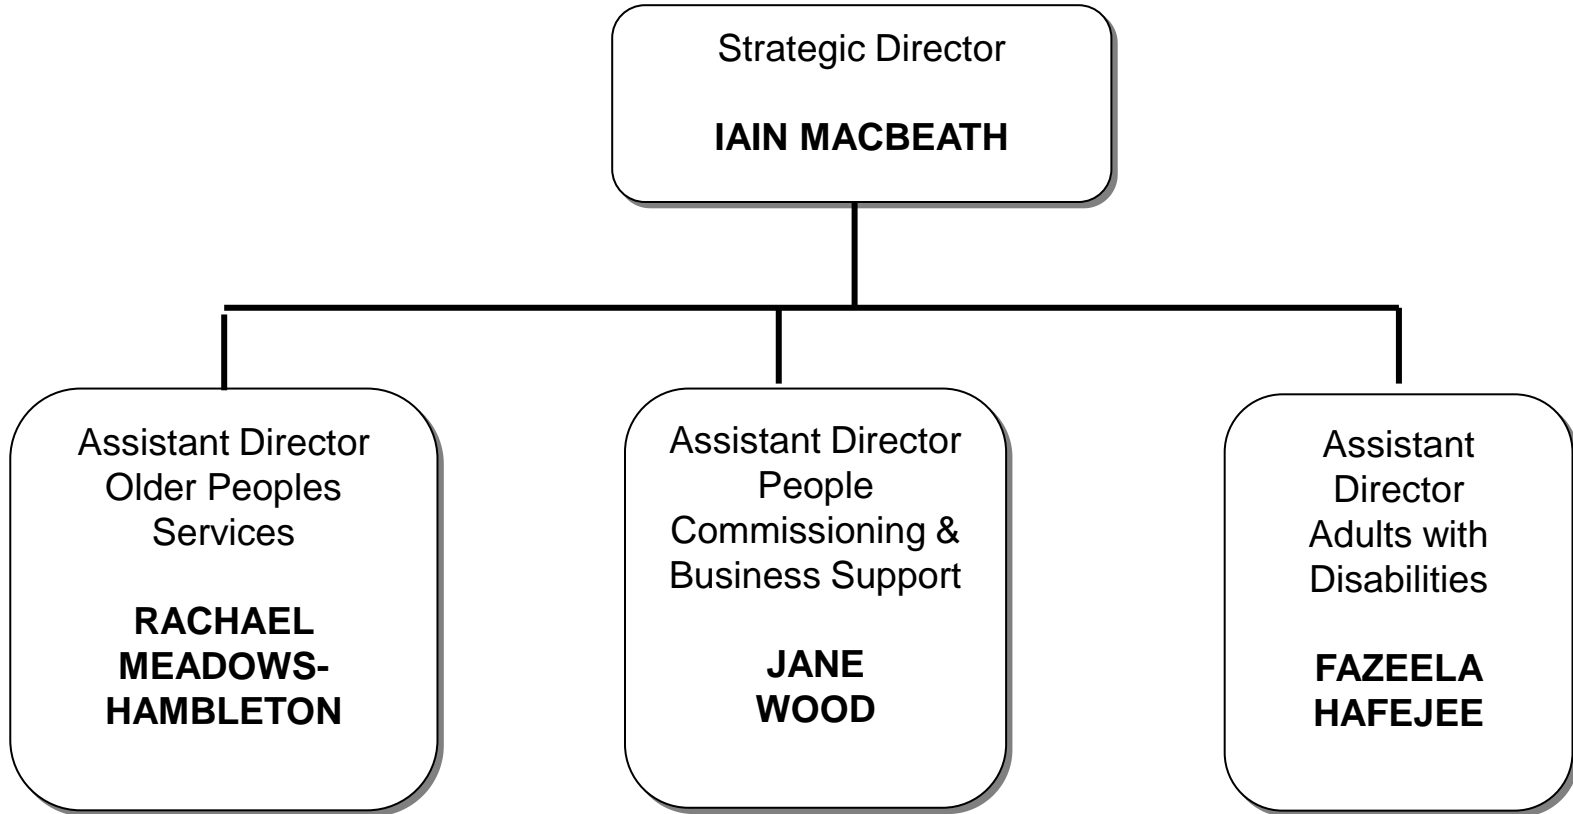 Strategic Director
IAIN MACBEATH
Assistant Director
Older Peoples
Services
RACHAEL
MEADOWS-
HAMBLETON
Assistant Director
People
Commissioning &
Business Support
JANE
WOOD
Assistant
Director
Adults with
Disabilities
FAZEELA
HAFEJEE